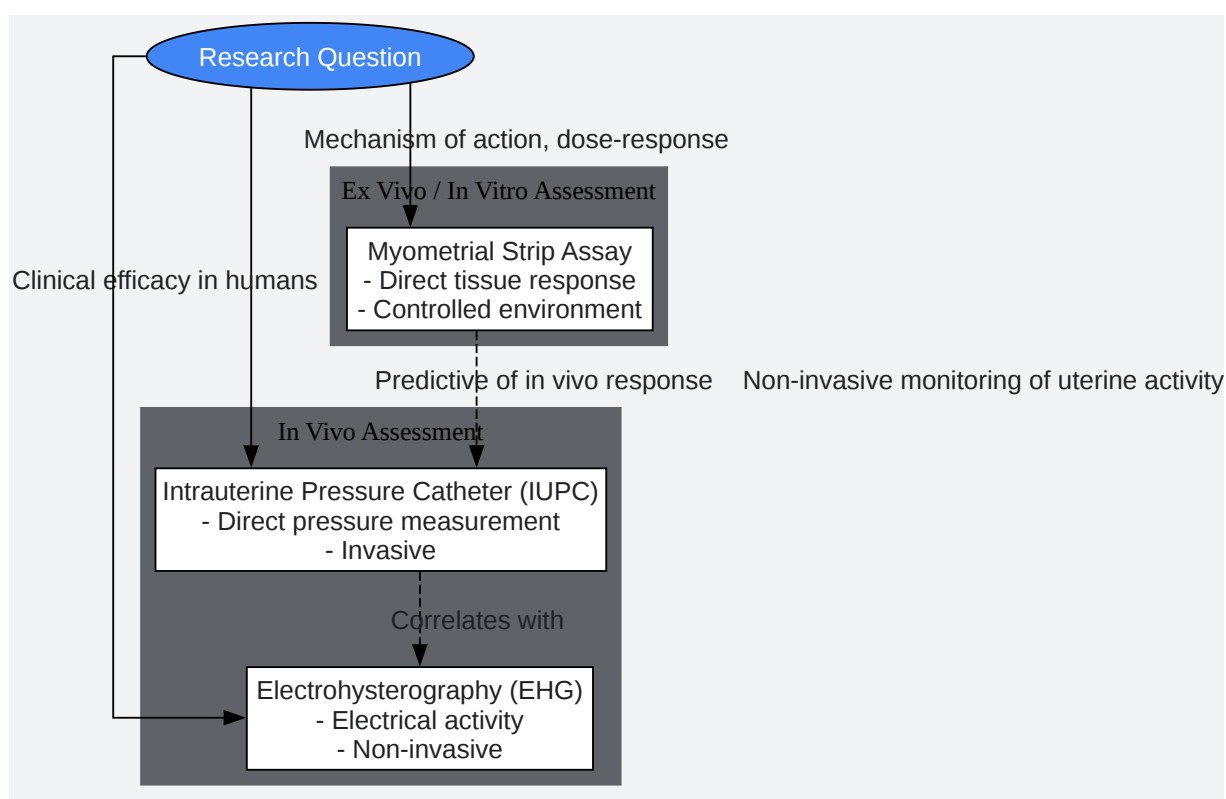 Research Question
Mechanism of action, dose-response
Ex Vivo / In Vitro Assessment
Myometrial Strip Assay
- Direct tissue response
- Controlled environment
Clinical efficacy in humans
Predictive of in vivo response
Non-invasive monitoring of uterine activity
In Vivo Assessment
Intrauterine Pressure Catheter (IUPC)
- Direct pressure measurement
- Invasive
Correlates with
Electrohysterography (EHG)
- Electrical activity
- Non-invasive